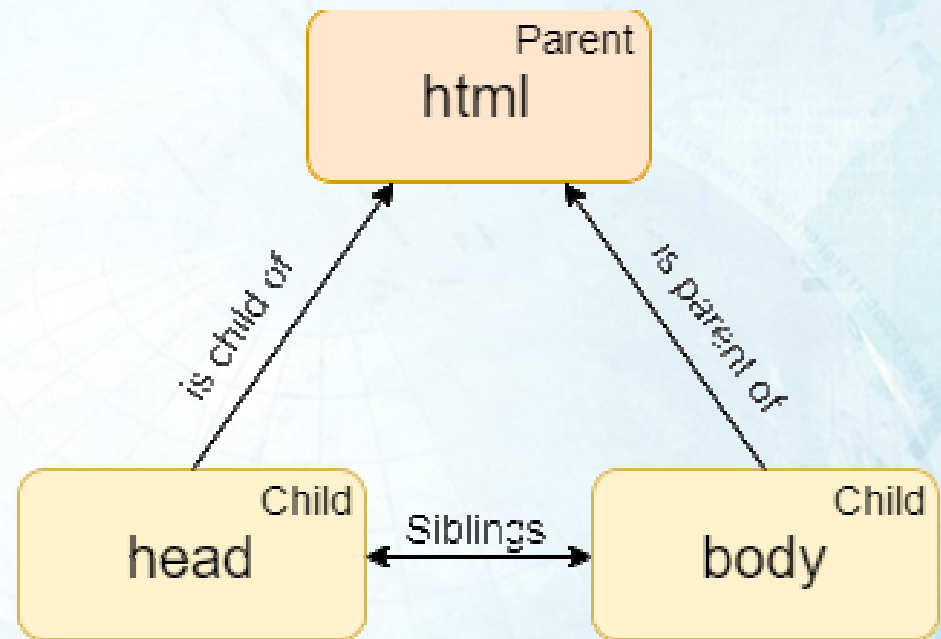 Parent
html
is child of
is parent of
Child
head
Siblings
Child
body